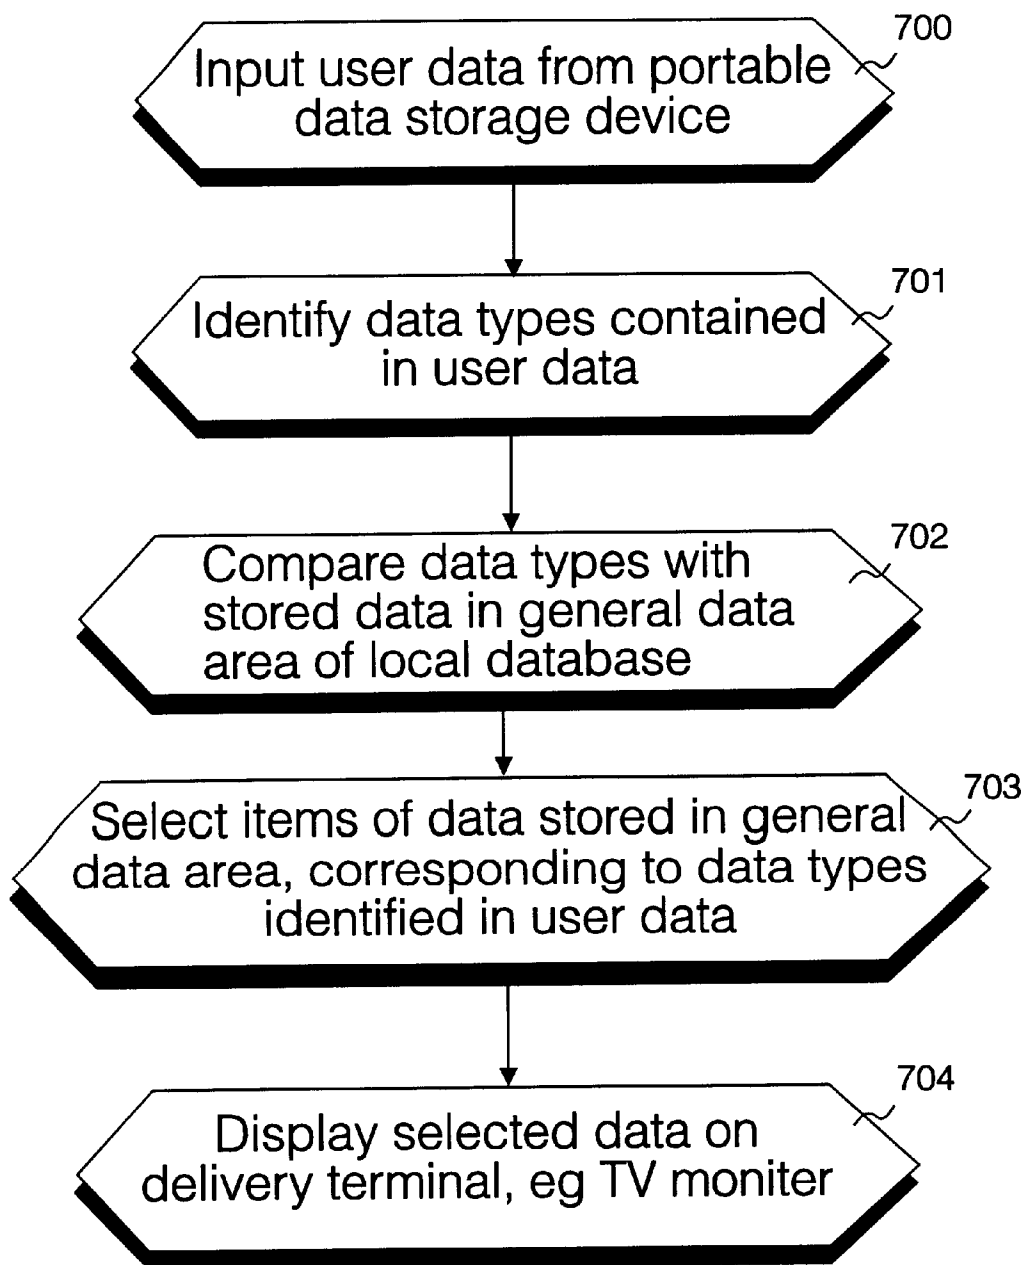 700
Input user data from portable
data storage device
701
Identify data types contained
in user data
702
Compare data types with
stored data in general data
area of local database
703
Select items of data stored in general
data area, corresponding to data types
identified in user data
704
Display selected data on
delivery terminal, eg TV moniter